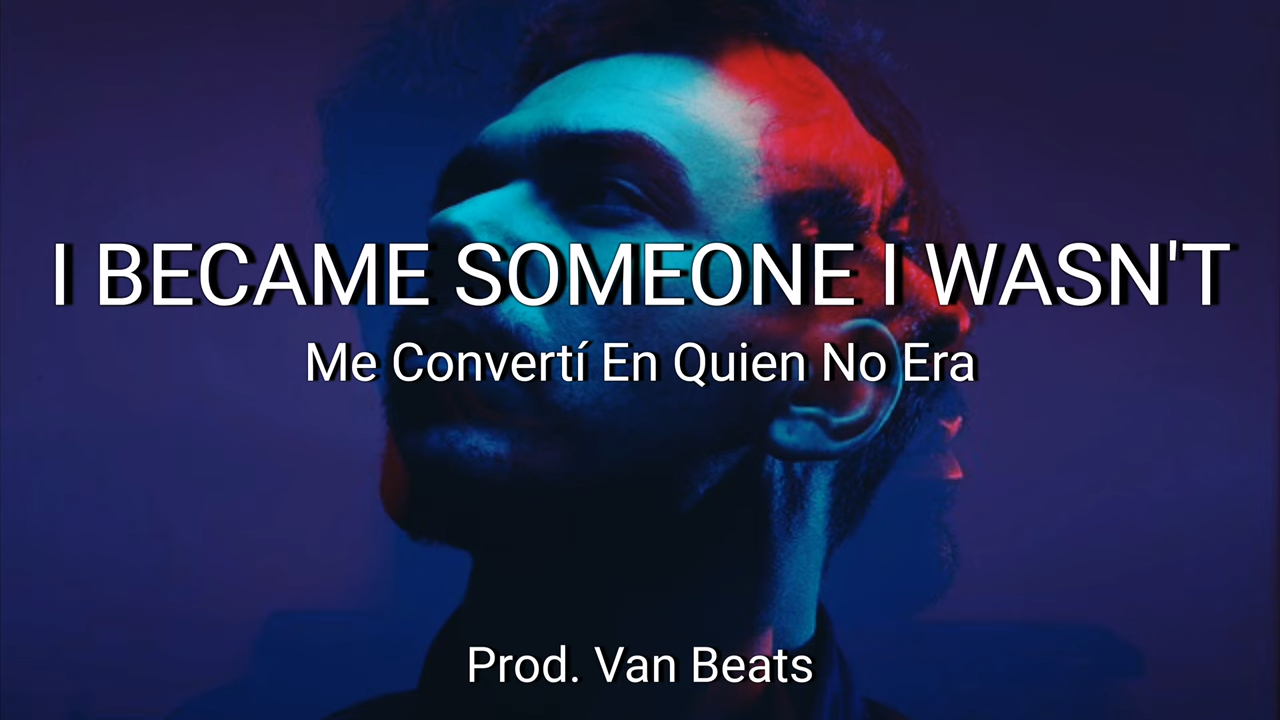 I BECAME SOMEONE I WASN'T
Me Convertí En Quien No Era
Prod. Van Beats